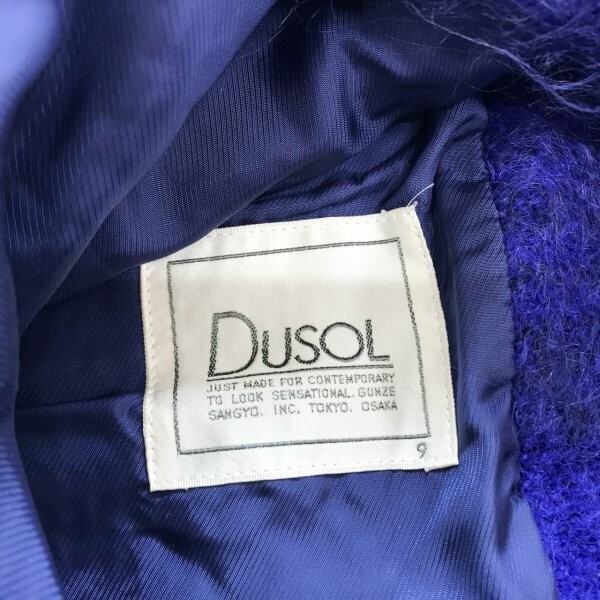 DUSOL
JUST MADE FOR CONTEMPORARY
TO LOOK SENSATIONAL. GUNZE
SANGYO. INC. TOKYO. OSAKA
9